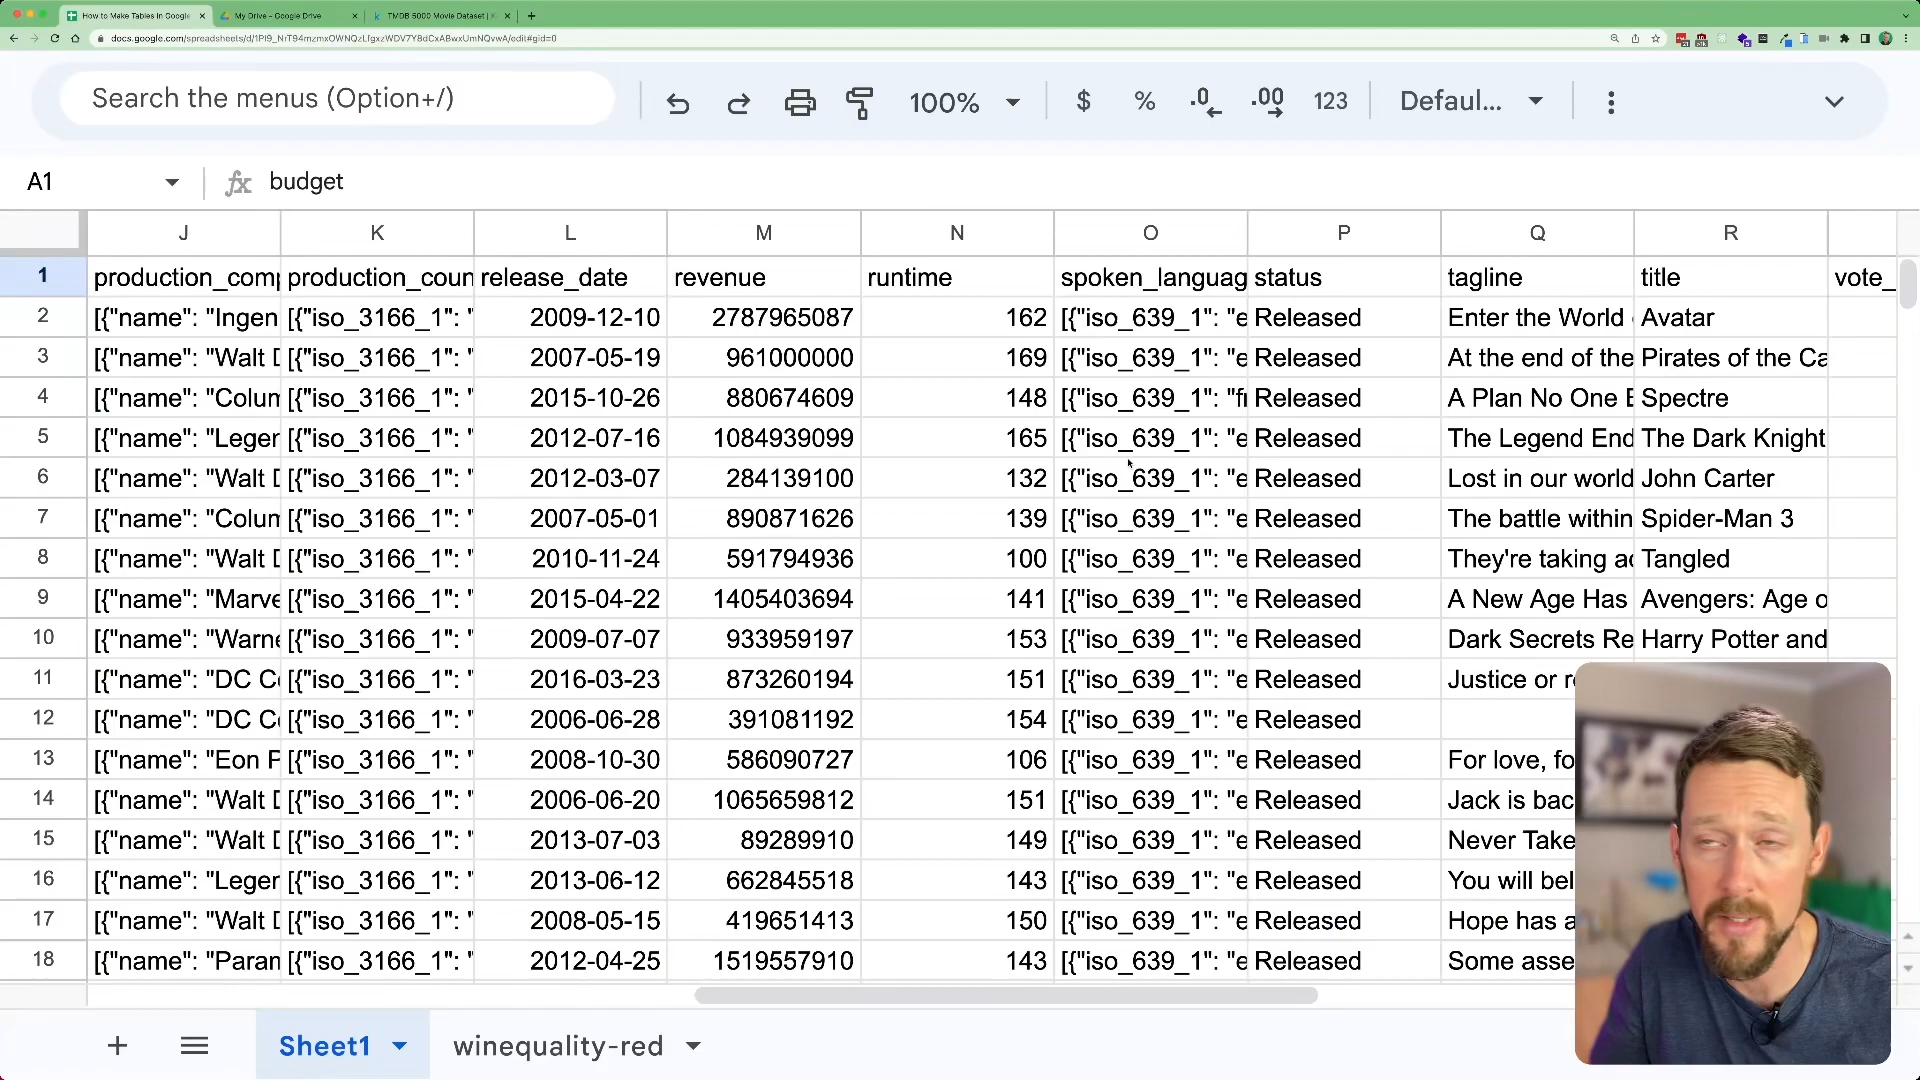 How to Make Tables in Google
My Drive - Google Drive
TMDB 5000 Movie Dataset | K
Search the menus (Option+/)
100%
$
%
.0
.00
123
Defaul...
A1
fx
budget
J K L M N O P Q R
1 production_comp production_coun release_date revenue runtime spoken_languag status tagline title vote_
2 [{"name": "Ingen [{"iso_3166_1": " 2009-12-10 2787965087 162 [{"iso_639_1": "e Released Enter the World Avatar
3 [{"name": "Walt D [{"iso_3166_1": " 2007-05-19 961000000 169 [{"iso_639_1": "e Released At the end of the Pirates of the Ca
4 [{"name": "Colum [{"iso_3166_1": " 2015-10-26 880674609 148 [{"iso_639_1": "fr Released A Plan No One E Spectre
5 [{"name": "Legen [{"iso_3166_1": " 2012-07-16 1084939099 165 [{"iso_639_1": "e Released The Legend End The Dark Knight
6 [{"name": "Walt D [{"iso_3166_1": " 2012-03-07 284139100 132 [{"iso_639_1": "e Released Lost in our world John Carter
7 [{"name": "Colum [{"iso_3166_1": " 2007-05-01 890871626 139 [{"iso_639_1": "e Released The battle within Spider-Man 3
8 [{"name": "Walt D [{"iso_3166_1": " 2010-11-24 591794936 100 [{"iso_639_1": "e Released They're taking ad Tangled
9 [{"name": "Marve [{"iso_3166_1": " 2015-04-22 1405403694 141 [{"iso_639_1": "e Released A New Age Has Avengers: Age o
10 [{"name": "Warne [{"iso_3166_1": " 2009-07-07 933959197 153 [{"iso_639_1": "e Released Dark Secrets Re Harry Potter and
11 [{"name": "DC Co [{"iso_3166_1": " 2016-03-23 873260194 151 [{"iso_639_1": "e Released Justice or re
12 [{"name": "DC Co [{"iso_3166_1": " 2006-06-28 391081192 154 [{"iso_639_1": "e Released
13 [{"name": "Eon P [{"iso_3166_1": " 2008-10-30 586090727 106 [{"iso_639_1": "e Released For love, fo
14 [{"name": "Walt D [{"iso_3166_1": " 2006-06-20 1065659812 151 [{"iso_639_1": "e Released Jack is bac
15 [{"name": "Walt D [{"iso_3166_1": " 2013-07-03 89289910 149 [{"iso_639_1": "e Released Never Take
16 [{"name": "Legen [{"iso_3166_1": " 2013-06-12 662845518 143 [{"iso_639_1": "e Released You will bel
17 [{"name": "Walt D [{"iso_3166_1": " 2008-05-15 419651413 150 [{"iso_639_1": "e Released Hope has a
18 [{"name": "Param [{"iso_3166_1": " 2012-04-25 1519557910 143 [{"iso_639_1": "e Released Some asse
Sheet1
winequality-red